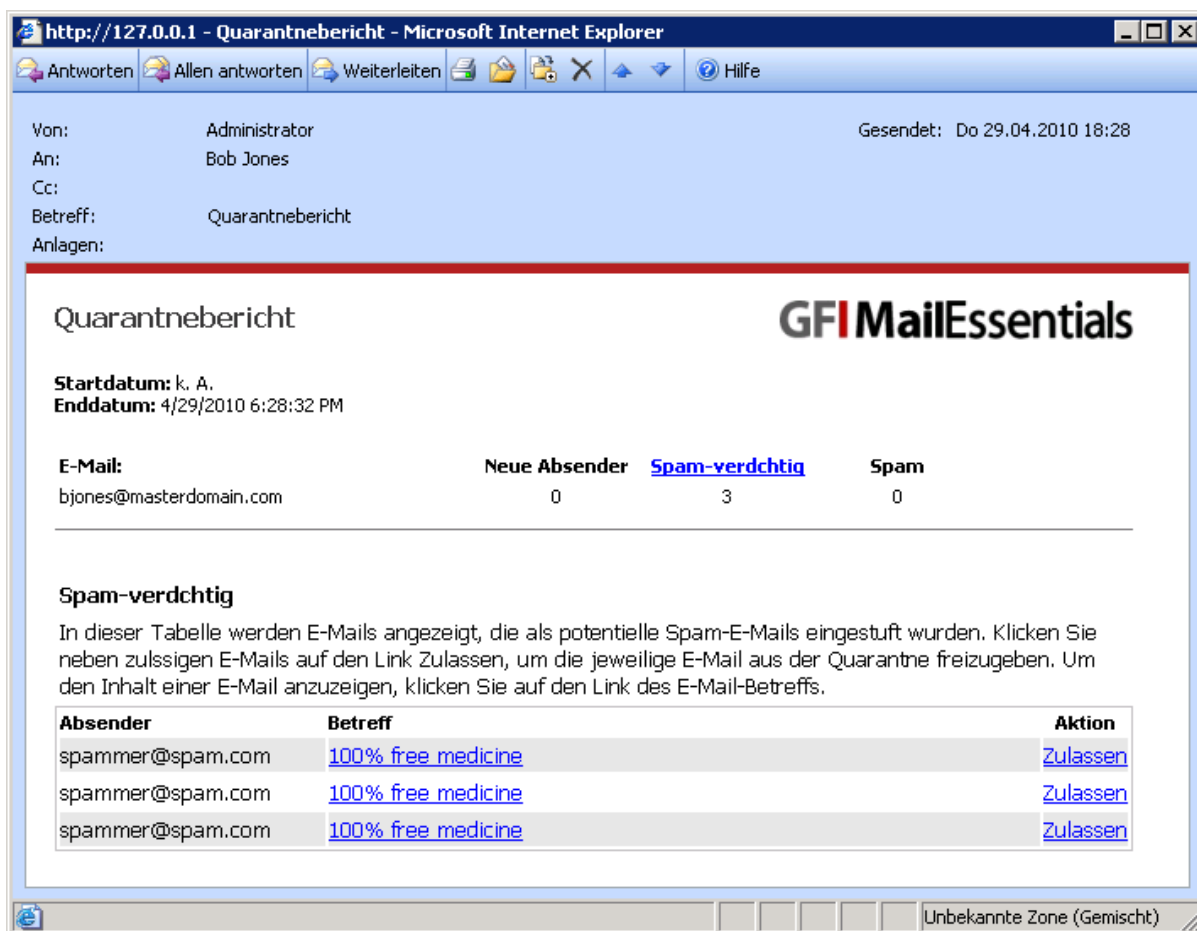 http://127.0.0.1 - Quarantnebericht - Microsoft Internet Explorer
Antworten Allen antworten Weiterleiten Hilfe
Von: Administrator Gesendet: Do 29.04.2010 18:28
An: Bob Jones
Cc:
Betreff: Quarantnebericht
Anlagen:
Quarantnebericht GFI MailEssentials
Startdatum: k. A.
Enddatum: 4/29/2010 6:28:32 PM
E-Mail: Neue Absender Spam-verdchtig Spam
bjones@masterdomain.com 0 3 0
Spam-verdchtig
In dieser Tabelle werden E-Mails angezeigt, die als potentielle Spam-E-Mails eingestuft wurden. Klicken Sie
neben zulssigen E-Mails auf den Link Zulassen, um die jeweilige E-Mail aus der Quarantne freizugeben. Um
den Inhalt einer E-Mail anzuzeigen, klicken Sie auf den Link des E-Mail-Betreffs.
Absender Betreff Aktion
spammer@spam.com 100% free medicine Zulassen
spammer@spam.com 100% free medicine Zulassen
spammer@spam.com 100% free medicine Zulassen
Unbekannte Zone (Gemischt)